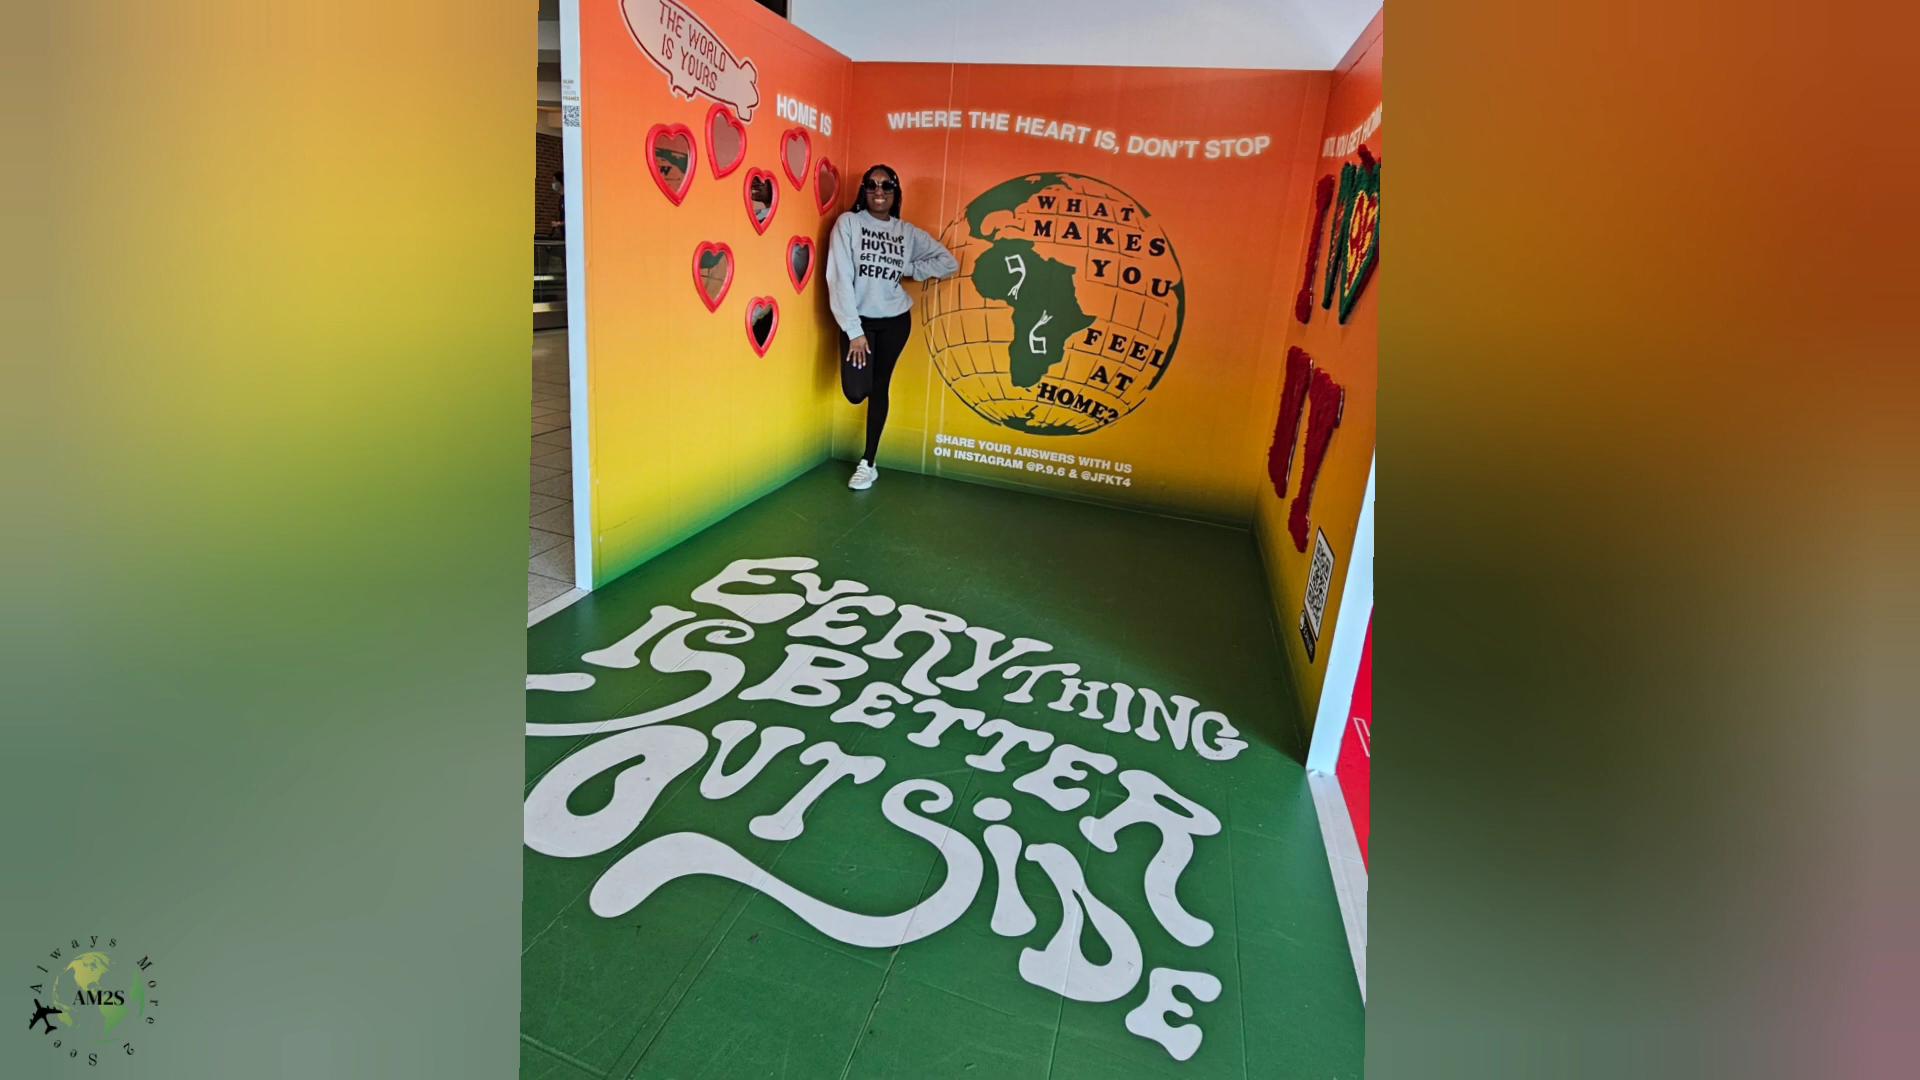 THE WORLD
IS YOURS
HOME IS
WHERE THE HEART IS, DON'T STOP
WAKE UP
HUSTLE
GET MONEY
REPEAT
WHAT
MAKES
YOU
FEEL
AT
HOME?
SHARE YOUR ANSWERS WITH US
ON INSTAGRAM @P.9.6 & @JFKT4
IT
EVERYTHING
IS BETTER
OUTSIDE
Always More 2 See
AM2S